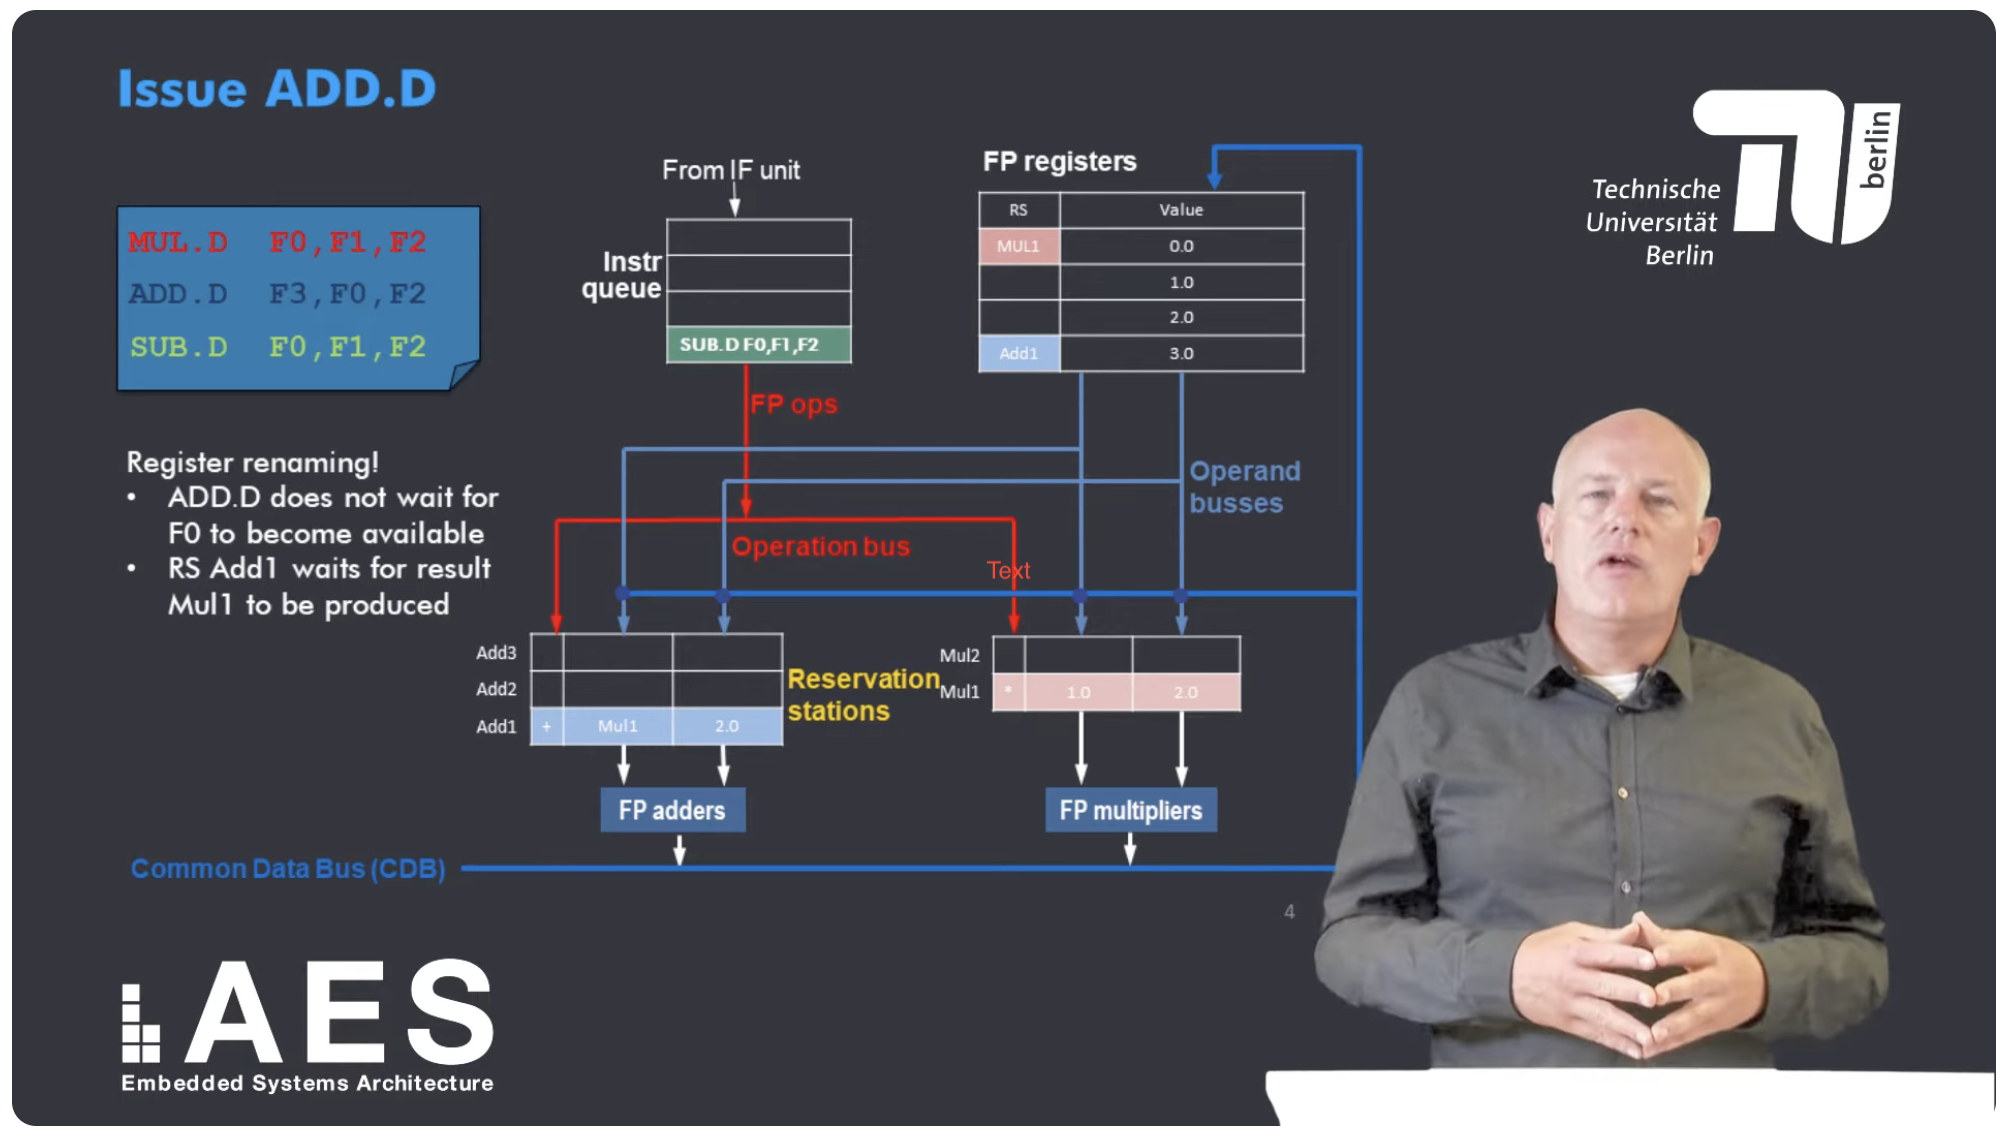 Issue ADD.D
berlin
Technische
Universität
Berlin
MUL.D F0,F1,F2
ADD.D F3,F0,F2
SUB.D F0,F1,F2
From IF unit
Instr
queue
SUB.D F0,F1,F2
FP registers
RS Value
MUL1 0.0
1.0
2.0
Add1 3.0
FP ops
Operand
busses
Operation bus
Text
Register renaming!
• ADD.D does not wait for
F0 to become available
• RS Add1 waits for result
Mul1 to be produced
Add3
Add2
Add1 + Mul1 2.0
Reservation
stations
Mul2
Mul1 * 1.0 2.0
FP adders
FP multipliers
Common Data Bus (CDB)
4
AES
Embedded Systems Architecture